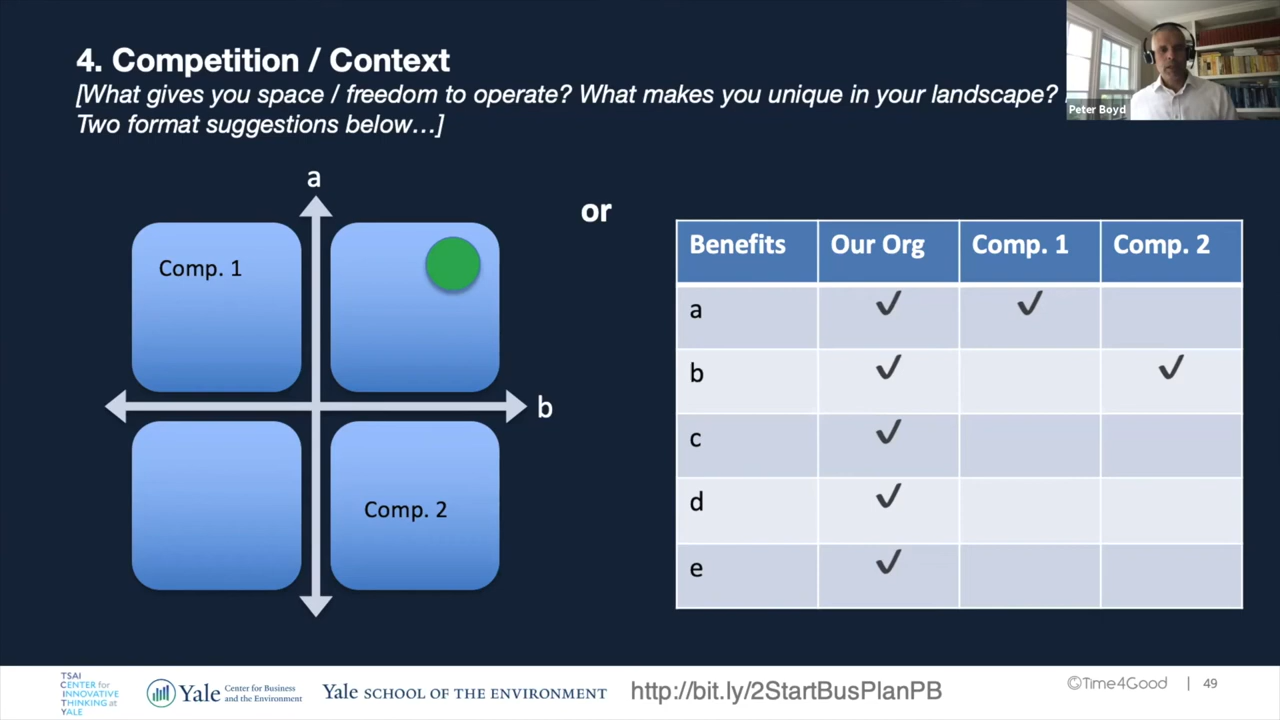 4. Competition / Context
[What gives you space / freedom to operate? What makes you unique in your landscape?
Two format suggestions below…]
Peter Boyd
a
b
Comp. 1
Comp. 2
or
Benefits Our Org Comp. 1 Comp. 2
a ✓ ✓
b ✓ ✓
c ✓
d ✓
e ✓
TSAI
CENTER for
INNOVATIVE
THINKING at
YALE
Yale Center for Business
and the Environment
Yale SCHOOL OF THE ENVIRONMENT
http://bit.ly/2StartBusPlanPB
©Time4Good | 49